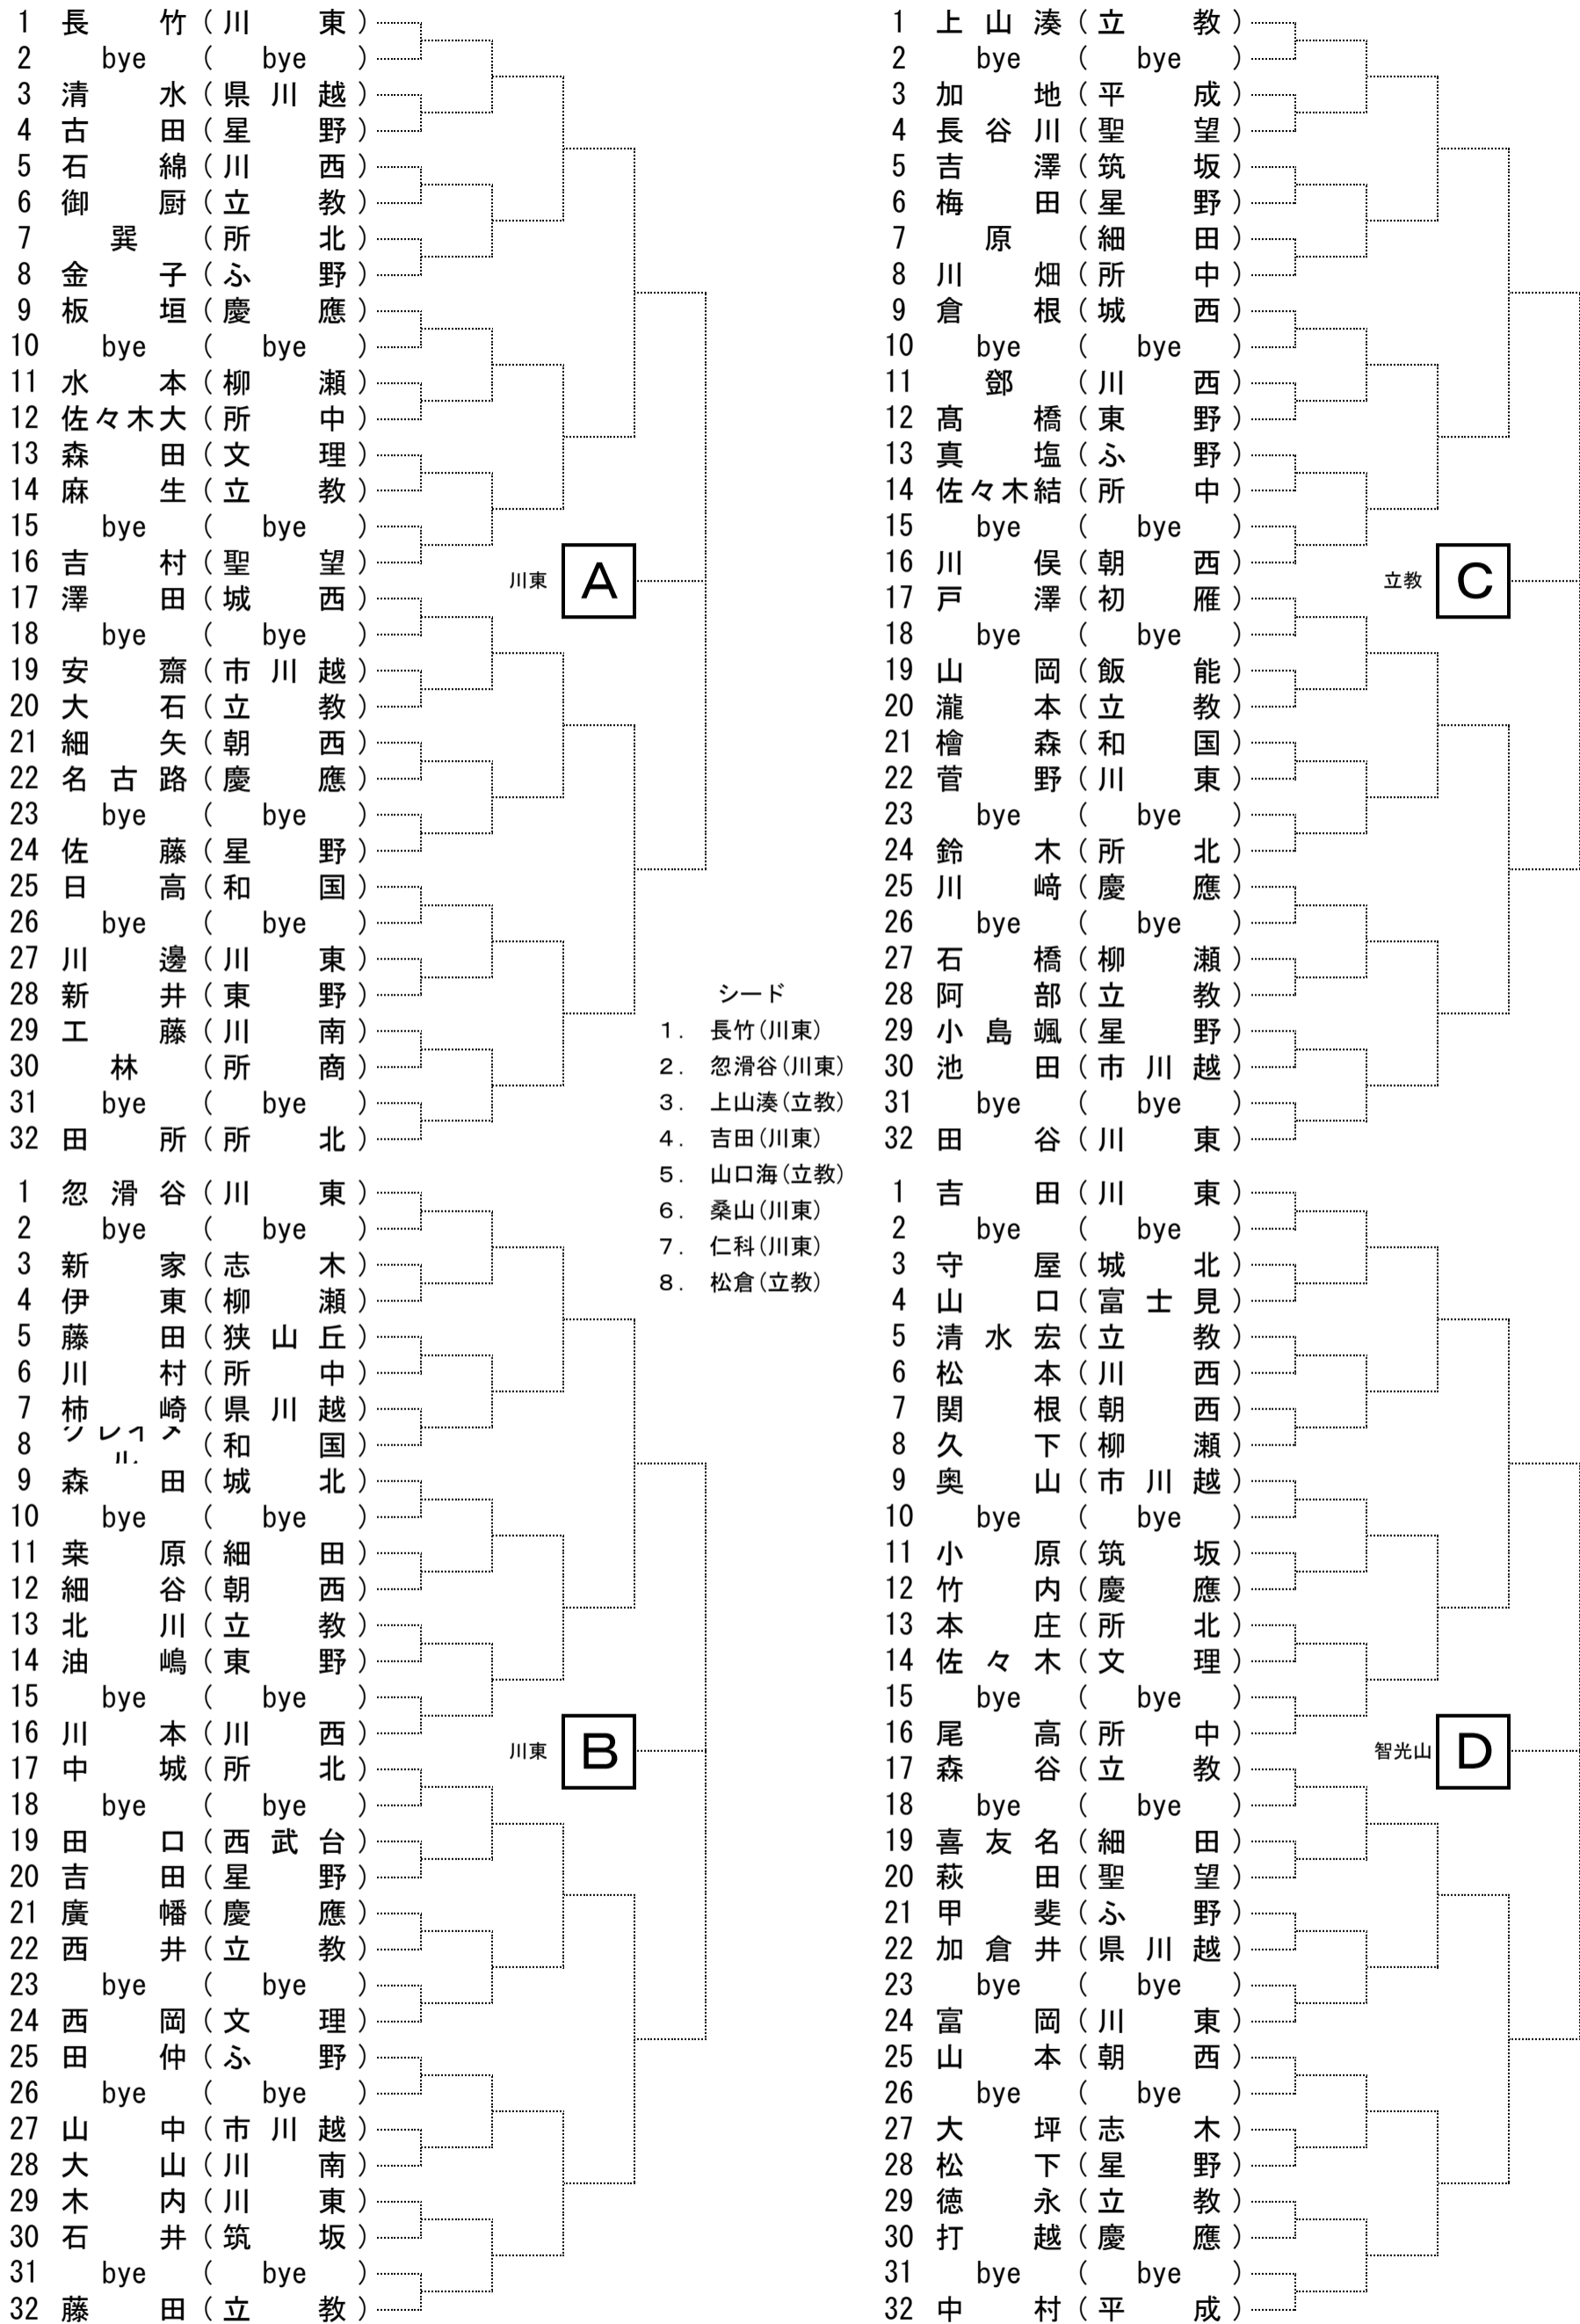 1 長竹(川東)
2 bye(bye)
3 清水(県川越)
4 古田(星野)
5 石綿(川西)
6 御厨(立教)
7 巽(所北)
8 金子(ふ野)
9 板垣(慶應)
10 bye(bye)
11 水本(柳瀬)
12 佐々木大(所中)
13 森田(文理)
14 麻生(立教)
15 bye(bye)
16 吉村(聖望)
17 澤田(城西)
18 bye(bye)
19 安齋(市川越)
20 大石(立教)
21 細矢(朝西)
22 名古路(慶應)
23 bye(bye)
24 佐藤(星野)
25 日高(和国)
26 bye(bye)
27 川邊(川東)
28 新井(東野)
29 工藤(川南)
30 林(所商)
31 bye(bye)
32 田所(所北)
川東 A
1 忽滑谷(川東)
2 bye(bye)
3 新家(志木)
4 伊東(柳瀬)
5 藤田(狭山丘)
6 川村(所中)
7 柿崎(県川越)
8 (和国)
9 森田(城北)
10 bye(bye)
11 桒原(細田)
12 細谷(朝西)
13 北川(立教)
14 油嶋(東野)
15 bye(bye)
16 川本(川西)
17 中城(所北)
18 bye(bye)
19 田口(西武台)
20 吉田(星野)
21 廣幡(慶應)
22 西井(立教)
23 bye(bye)
24 西岡(文理)
25 田仲(ふ野)
26 bye(bye)
27 山中(市川越)
28 大山(川南)
29 木内(川東)
30 石井(筑坂)
31 bye(bye)
32 藤田(立教)
川東 B
シード
1. 長竹(川東)
2. 忽滑谷(川東)
3. 上山湊(立教)
4. 吉田(川東)
5. 山口海(立教)
6. 桑山(川東)
7. 仁科(川東)
8. 松倉(立教)
1 上山湊(立教)
2 bye(bye)
3 加地(平成)
4 長谷川(聖望)
5 吉澤(筑坂)
6 梅田(星野)
7 原(細田)
8 川畑(所中)
9 倉根(城西)
10 bye(bye)
11 鄧(川西)
12 髙橋(東野)
13 真塩(ふ野)
14 佐々木結(所中)
15 bye(bye)
16 川俣(朝西)
17 戸澤(初雁)
18 bye(bye)
19 山岡(飯能)
20 瀧本(立教)
21 檜森(和国)
22 菅野(川東)
23 bye(bye)
24 鈴木(所北)
25 川﨑(慶應)
26 bye(bye)
27 石橋(柳瀬)
28 阿部(立教)
29 小島颯(星野)
30 池田(市川越)
31 bye(bye)
32 田谷(川東)
立教 C
1 吉田(川東)
2 bye(bye)
3 守屋(城北)
4 山口(富士見)
5 清水宏(立教)
6 松本(川西)
7 関根(朝西)
8 久下(柳瀬)
9 奥山(市川越)
10 bye(bye)
11 小原(筑坂)
12 竹内(慶應)
13 本庄(所北)
14 佐々木(文理)
15 bye(bye)
16 尾高(所中)
17 森谷(立教)
18 bye(bye)
19 喜友名(細田)
20 萩田(聖望)
21 甲斐(ふ野)
22 加倉井(県川越)
23 bye(bye)
24 富岡(川東)
25 山本(朝西)
26 bye(bye)
27 大坪(志木)
28 松下(星野)
29 徳永(立教)
30 打越(慶應)
31 bye(bye)
32 中村(平成)
智光山 D